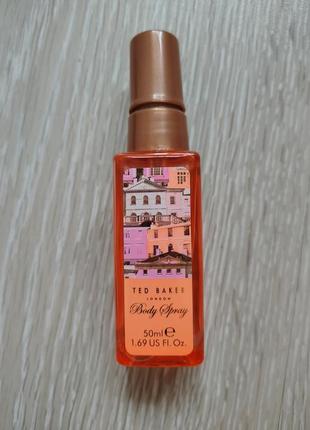 TED BAKER
LONDON
Body Spray
50ml℮
1.69 US Fl. Oz.